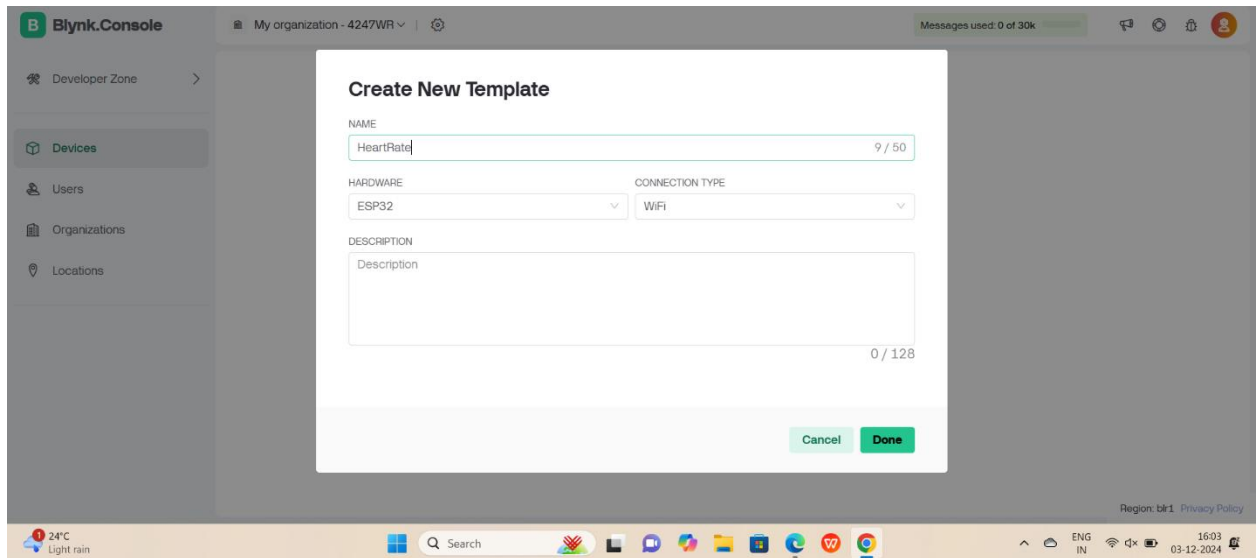 B Blynk.Console
My organization - 4247WR
Messages used: 0 of 30k
Developer Zone
Devices
Users
Organizations
Locations
Create New Template
NAME
HeartRate 9 / 50
HARDWARE CONNECTION TYPE
ESP32 WiFi
DESCRIPTION
Description
0 / 128
Cancel Done
Region: blr1 Privacy Policy
1 24°C
Light rain
Search
W
ENG
IN
16:03
03-12-2024